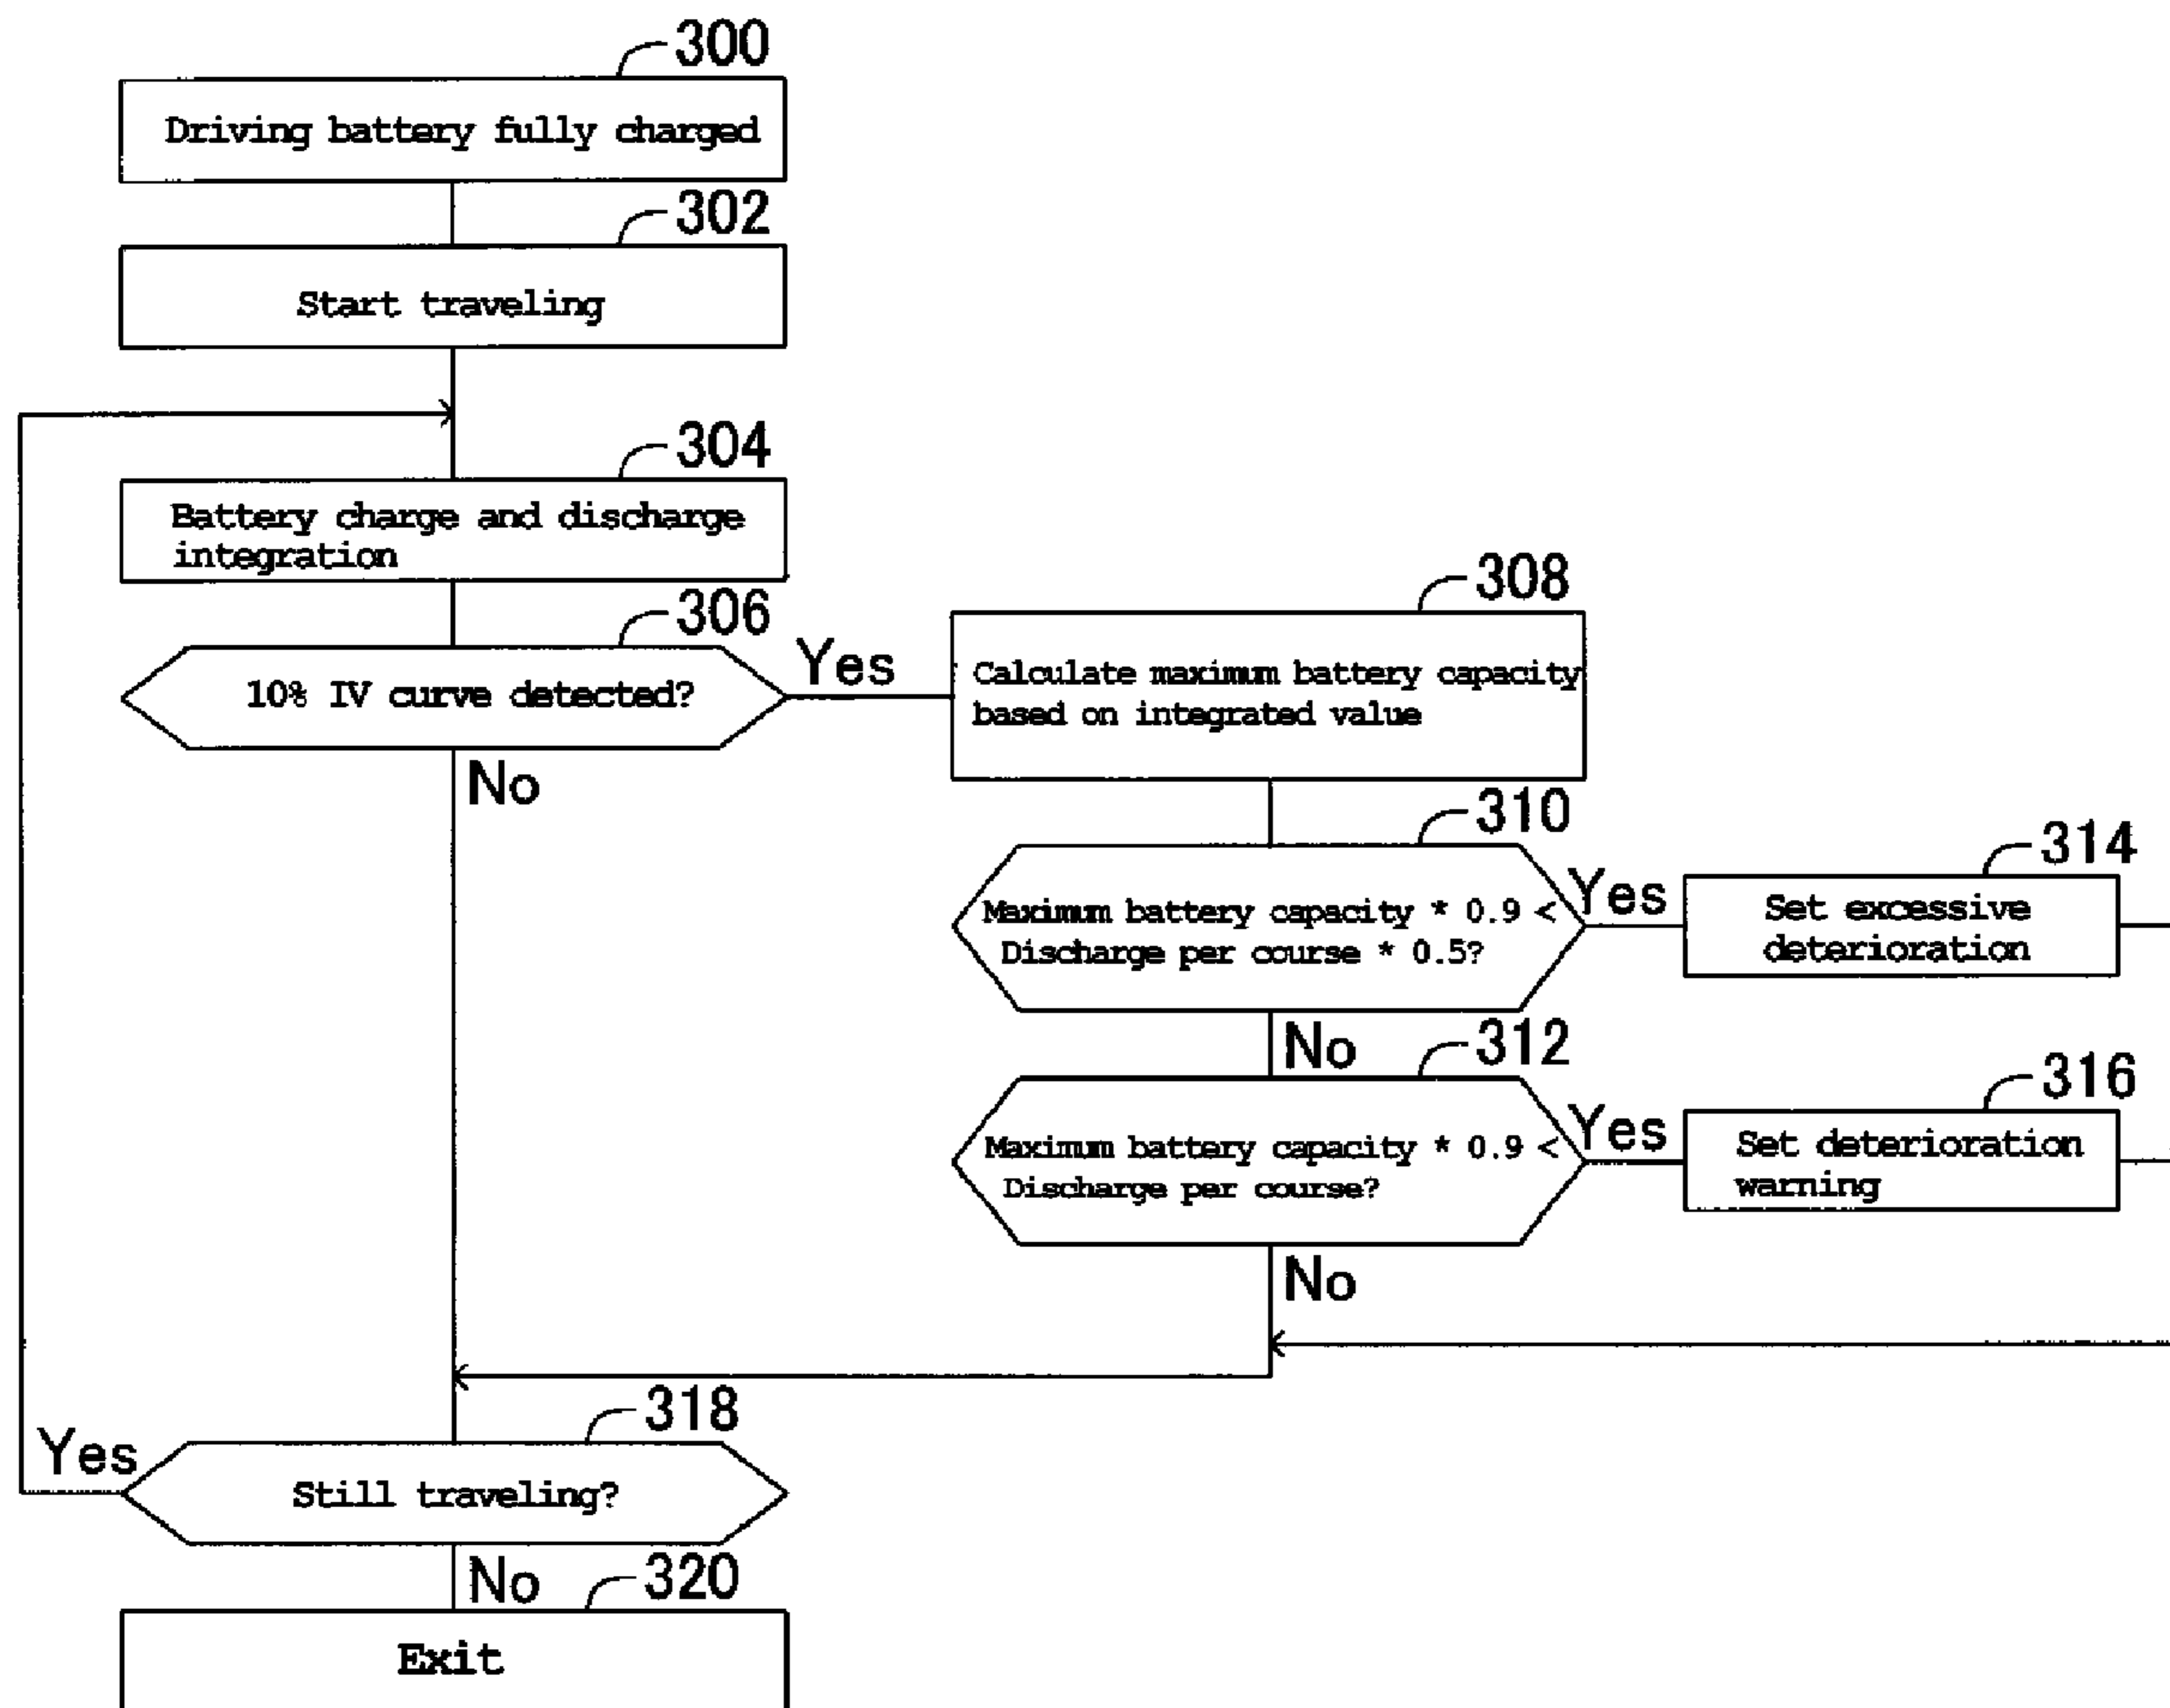 300
Driving battery fully charged
302
Start traveling
304
Battery charge and discharge
integration
306
10% IV curve detected?
Yes
No
308
Calculate maximum battery capacity
based on integrated value
310
Maximum battery capacity * 0.9 <
Discharge per course * 0.5?
Yes
No
314
Set excessive
deterioration
312
Maximum battery capacity * 0.9 <
Discharge per course?
Yes
No
316
Set deterioration
warning
318
Still traveling?
Yes
No
320
Exit